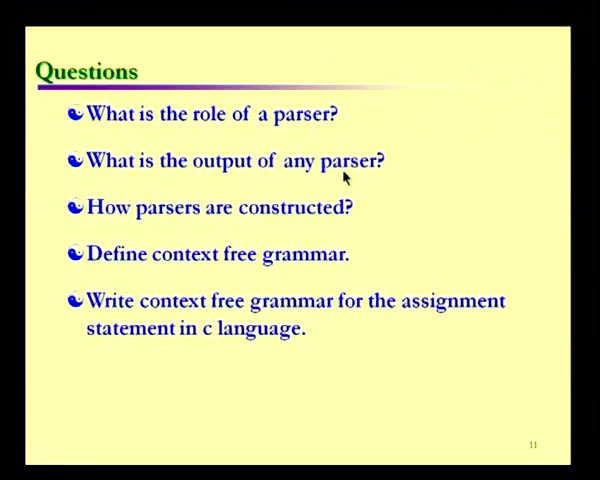 Questions
What is the role of a parser?
What is the output of any parser?
How parsers are constructed?
Define context free grammar.
Write context free grammar for the assignment
statement in c language.
11